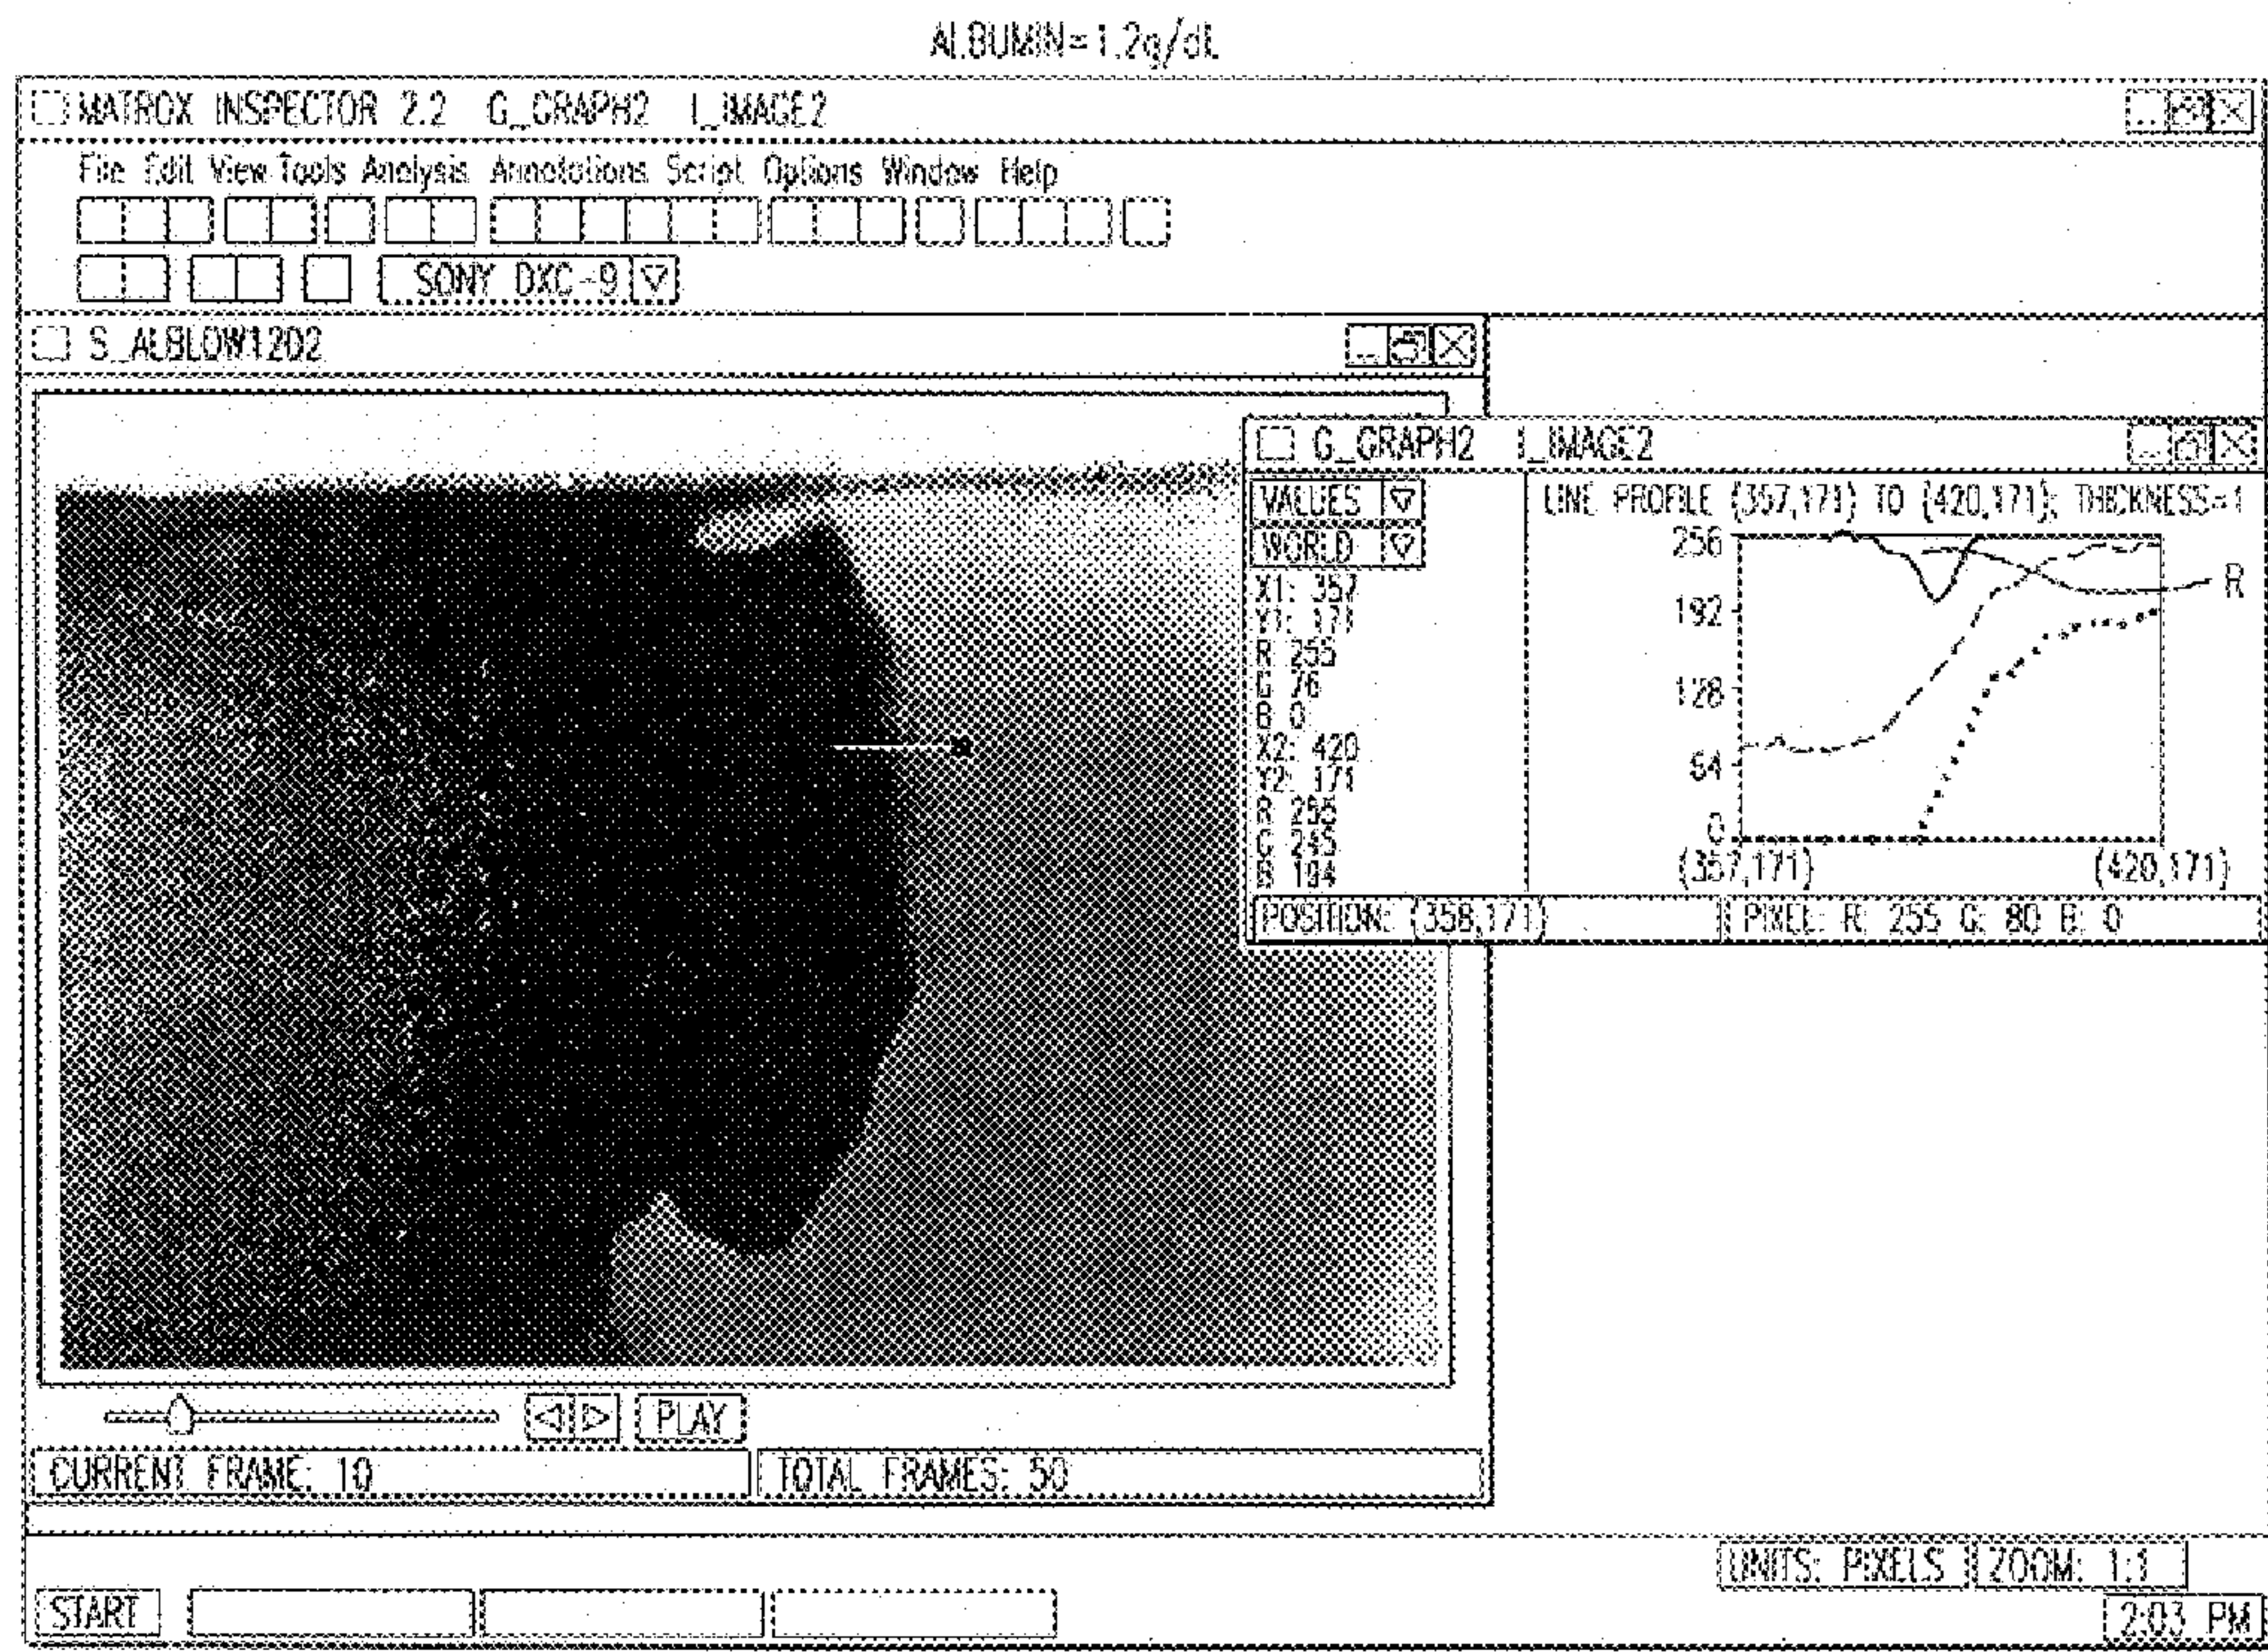 ALBUMIN=1.2g/dL
MATROX INSPECTOR 2.2 G_GRAPH2 I_IMAGE2
File Edit View Tools Analysis Annotations Script Options Window Help
SONY DXC-9
S_ALBLOW12D2
G_GRAPH2 I_IMAGE2
VALUES
WORLD
X1: 357
Y1: 171
R 255
G 76
B 0
X2: 420
Y2: 171
R 255
G 245
B 194
LINE PROFILE (357,171) TO (420,171); THICKNESS=1
256
192
128
64
0
R
(357,171) (420,171)
POSITION: (358,171) PIXEL: R: 255 G: 80 B: 0
PLAY
CURRENT FRAME: 10 TOTAL FRAMES: 50
UNITS: PIXELS ZOOM: 1:1
START 2:03 PM